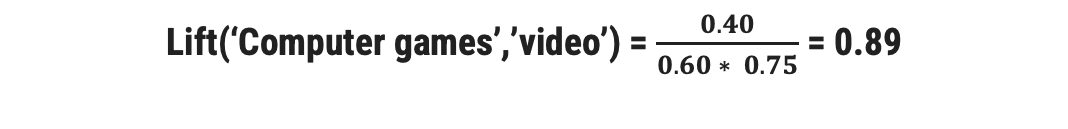 Lift(‘Computer games’,’video’) = 0.40 / 0.60 * 0.75 = 0.89